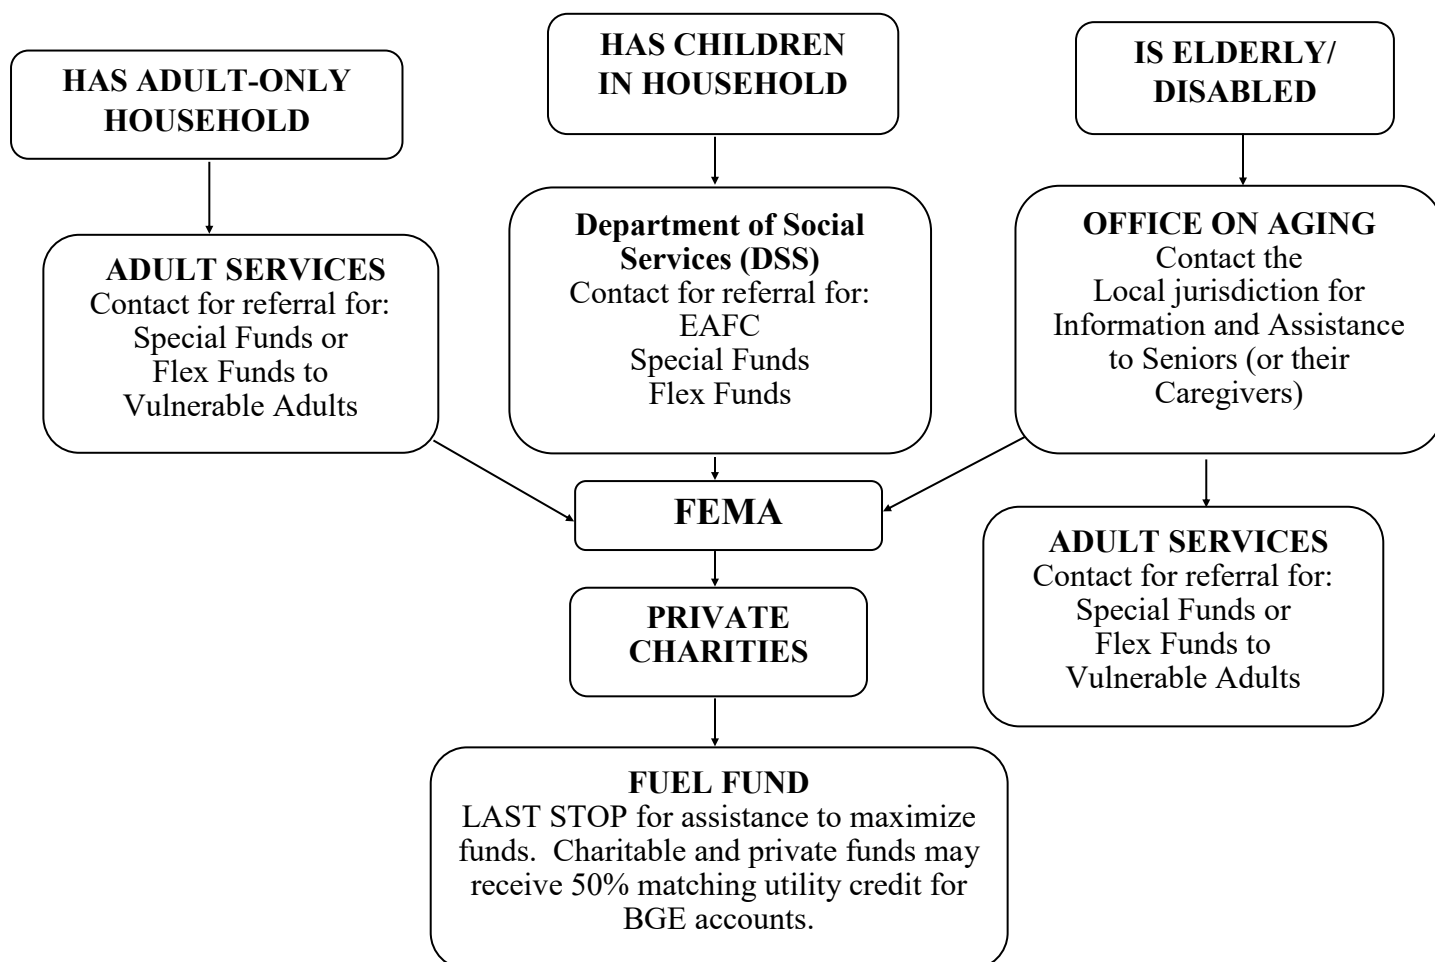 HAS ADULT-ONLY
HOUSEHOLD
HAS CHILDREN
IN HOUSEHOLD
IS ELDERLY/
DISABLED
ADULT SERVICES
Contact for referral for:
Special Funds or
Flex Funds to
Vulnerable Adults
Department of Social
Services (DSS)
Contact for referral for:
EAFC
Special Funds
Flex Funds
OFFICE ON AGING
Contact the
Local jurisdiction for
Information and Assistance
to Seniors (or their
Caregivers)
FEMA
ADULT SERVICES
Contact for referral for:
Special Funds or
Flex Funds to
Vulnerable Adults
PRIVATE
CHARITIES
FUEL FUND
LAST STOP for assistance to maximize
funds.  Charitable and private funds may
receive 50% matching utility credit for
BGE accounts.